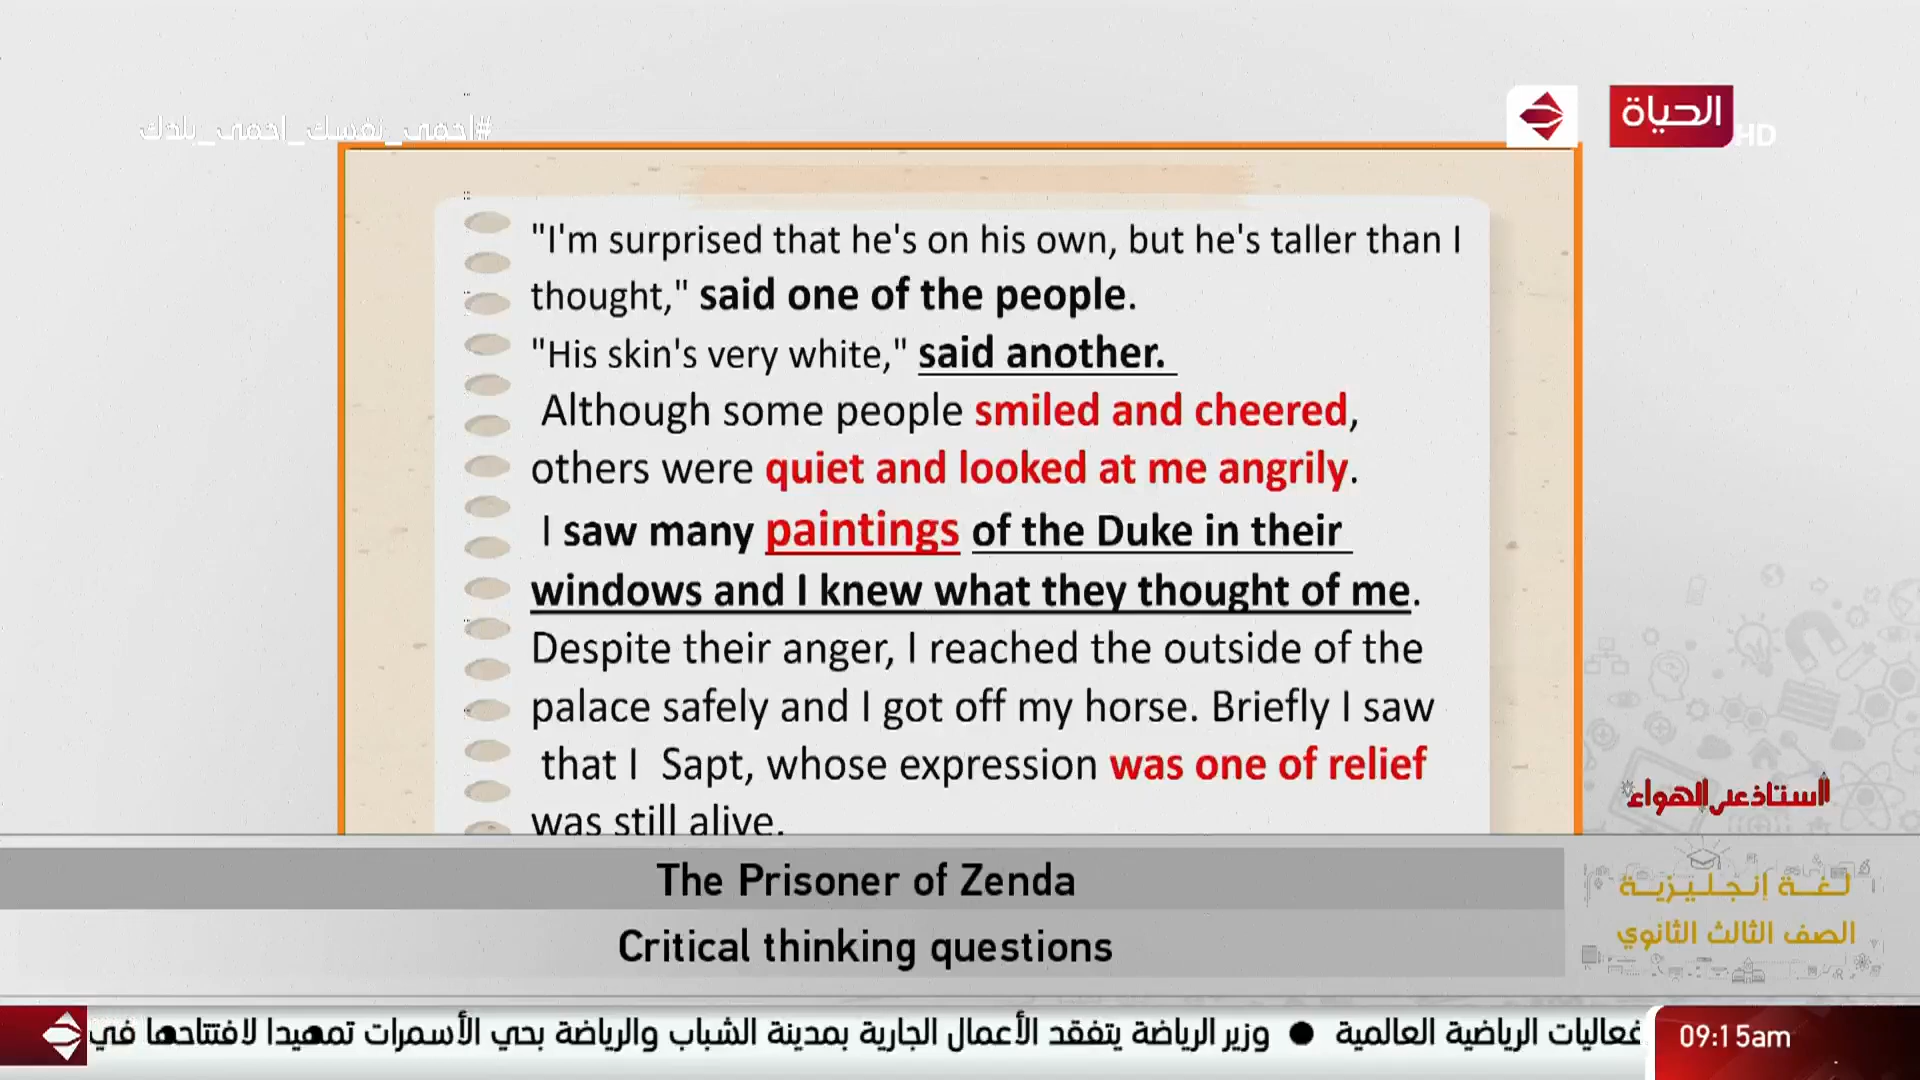 #احمى_نفسك_احمى_بلدك
الحياة
HD
"I'm surprised that he's on his own, but he's taller than I
thought," said one of the people.
"His skin's very white," said another.
Although some people smiled and cheered,
others were quiet and looked at me angrily.
I saw many paintings of the Duke in their
windows and I knew what they thought of me.
Despite their anger, I reached the outside of the
palace safely and I got off my horse. Briefly I saw
that I Sapt, whose expression was one of relief
was still alive.
أستاذ على الهواء
The Prisoner of Zenda
Critical thinking questions
لغة إنجليزية
الصف الثالث الثانوي
فعاليات الرياضية العالمية ● وزير الرياضة يتفقد الأعمال الجارية بمدينة الشباب والرياضة بحي الأسمرات تمهيدا لافتتاحها في
09:15am